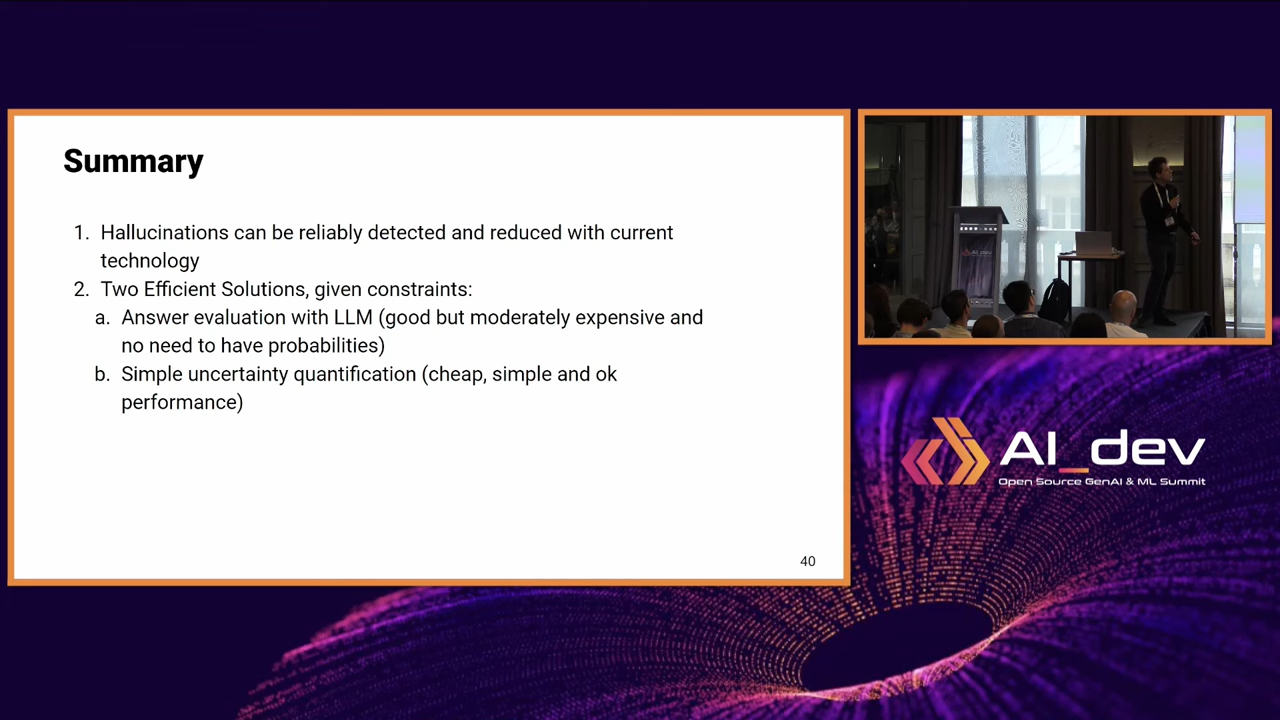 Summary
1. Hallucinations can be reliably detected and reduced with current
technology
2. Two Efficient Solutions, given constraints:
a. Answer evaluation with LLM (good but moderately expensive and
no need to have probabilities)
b. Simple uncertainty quantification (cheap, simple and ok
performance)
40
AI_dev
AI_dev
Open Source GenAI & ML Summit